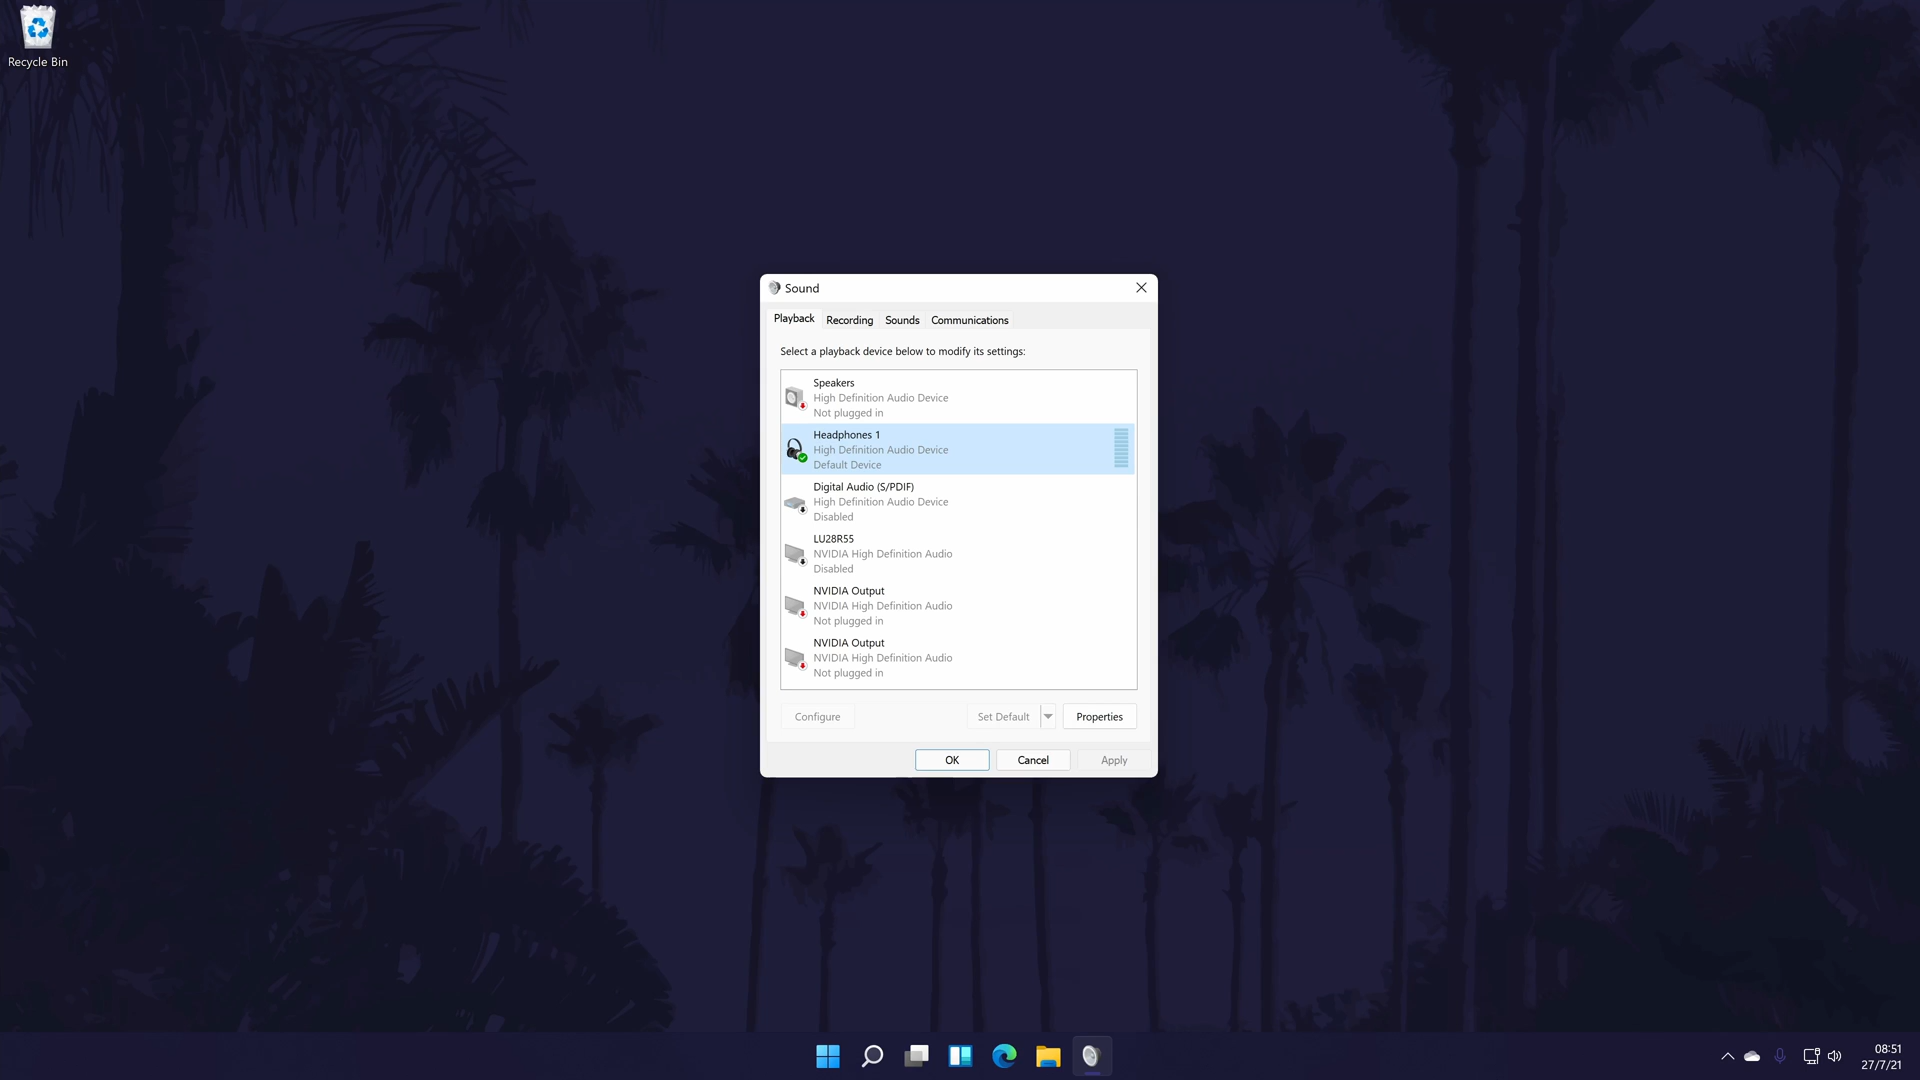 Recycle Bin
Sound
Playback Recording Sounds Communications
Select a playback device below to modify its settings:
Speakers
High Definition Audio Device
Not plugged in
Headphones 1
High Definition Audio Device
Default Device
Digital Audio (S/PDIF)
High Definition Audio Device
Disabled
LU28R55
NVIDIA High Definition Audio
Disabled
NVIDIA Output
NVIDIA High Definition Audio
Not plugged in
NVIDIA Output
NVIDIA High Definition Audio
Not plugged in
Configure Set Default Properties
OK Cancel Apply
08:51
27/7/21